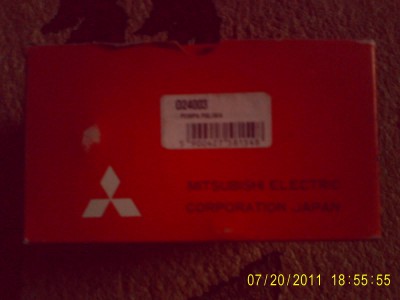 024003
MITSUBISHI ELECTRIC
CORPORATION JAPAN
07/20/2011 18:55:55